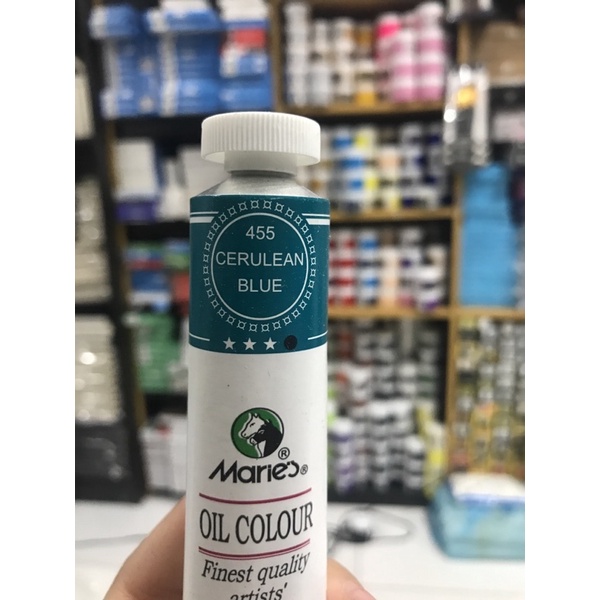 455
CERULEAN
BLUE
★★★●
Marie's®
OIL COLOUR
Finest quality
artists'